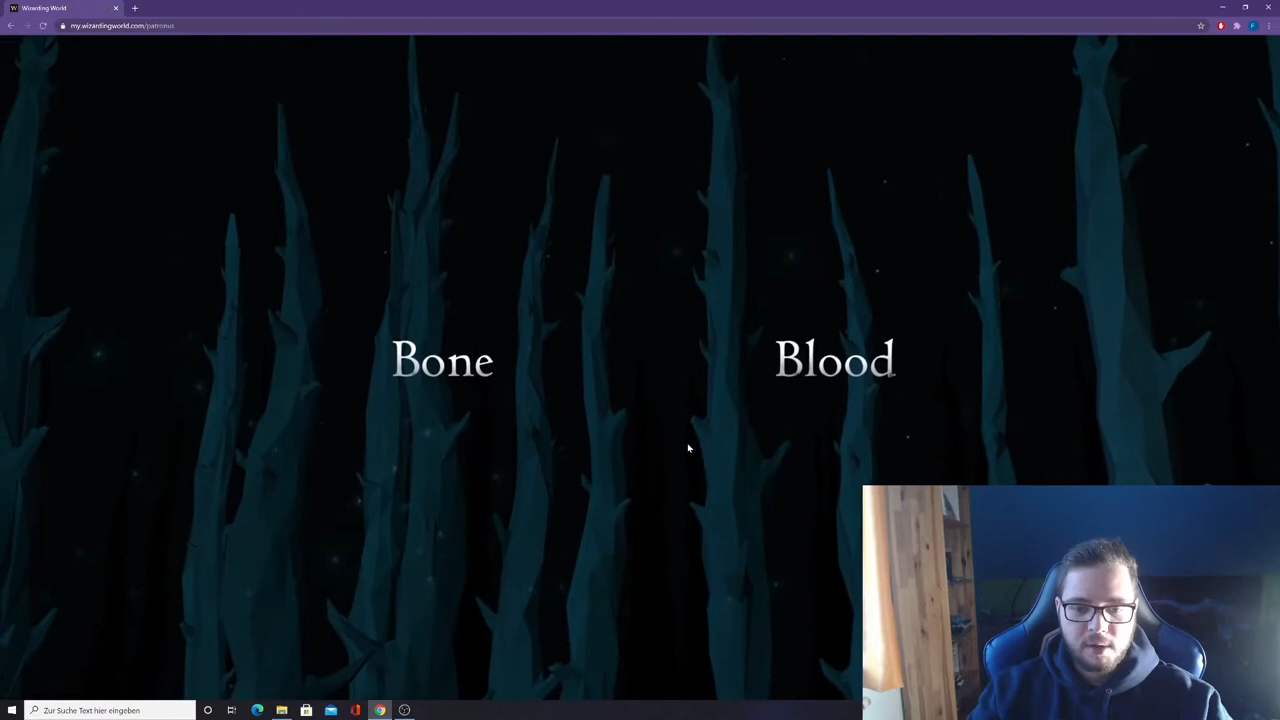 Wizarding World
my.wizardingworld.com/patronus
Bone Blood
Zur Suche Text hier eingeben